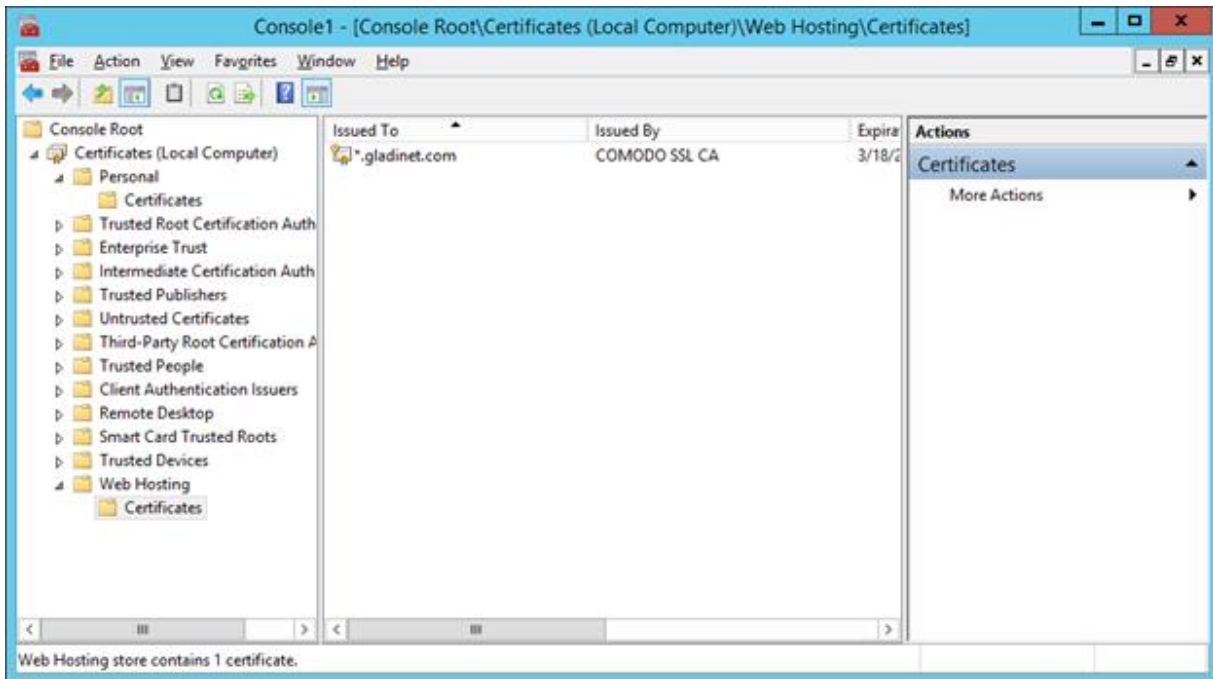 Console1 - [Console Root\Certificates (Local Computer)\Web Hosting\Certificates]
File Action View Favorites Window Help
Console Root
Certificates (Local Computer)
Personal
Certificates
Trusted Root Certification Auth
Enterprise Trust
Intermediate Certification Auth
Trusted Publishers
Untrusted Certificates
Third-Party Root Certification A
Trusted People
Client Authentication Issuers
Remote Desktop
Smart Card Trusted Roots
Trusted Devices
Web Hosting
Certificates
Issued To Issued By Expira
*.gladinet.com COMODO SSL CA 3/18/2
Actions
Certificates
More Actions
Web Hosting store contains 1 certificate.